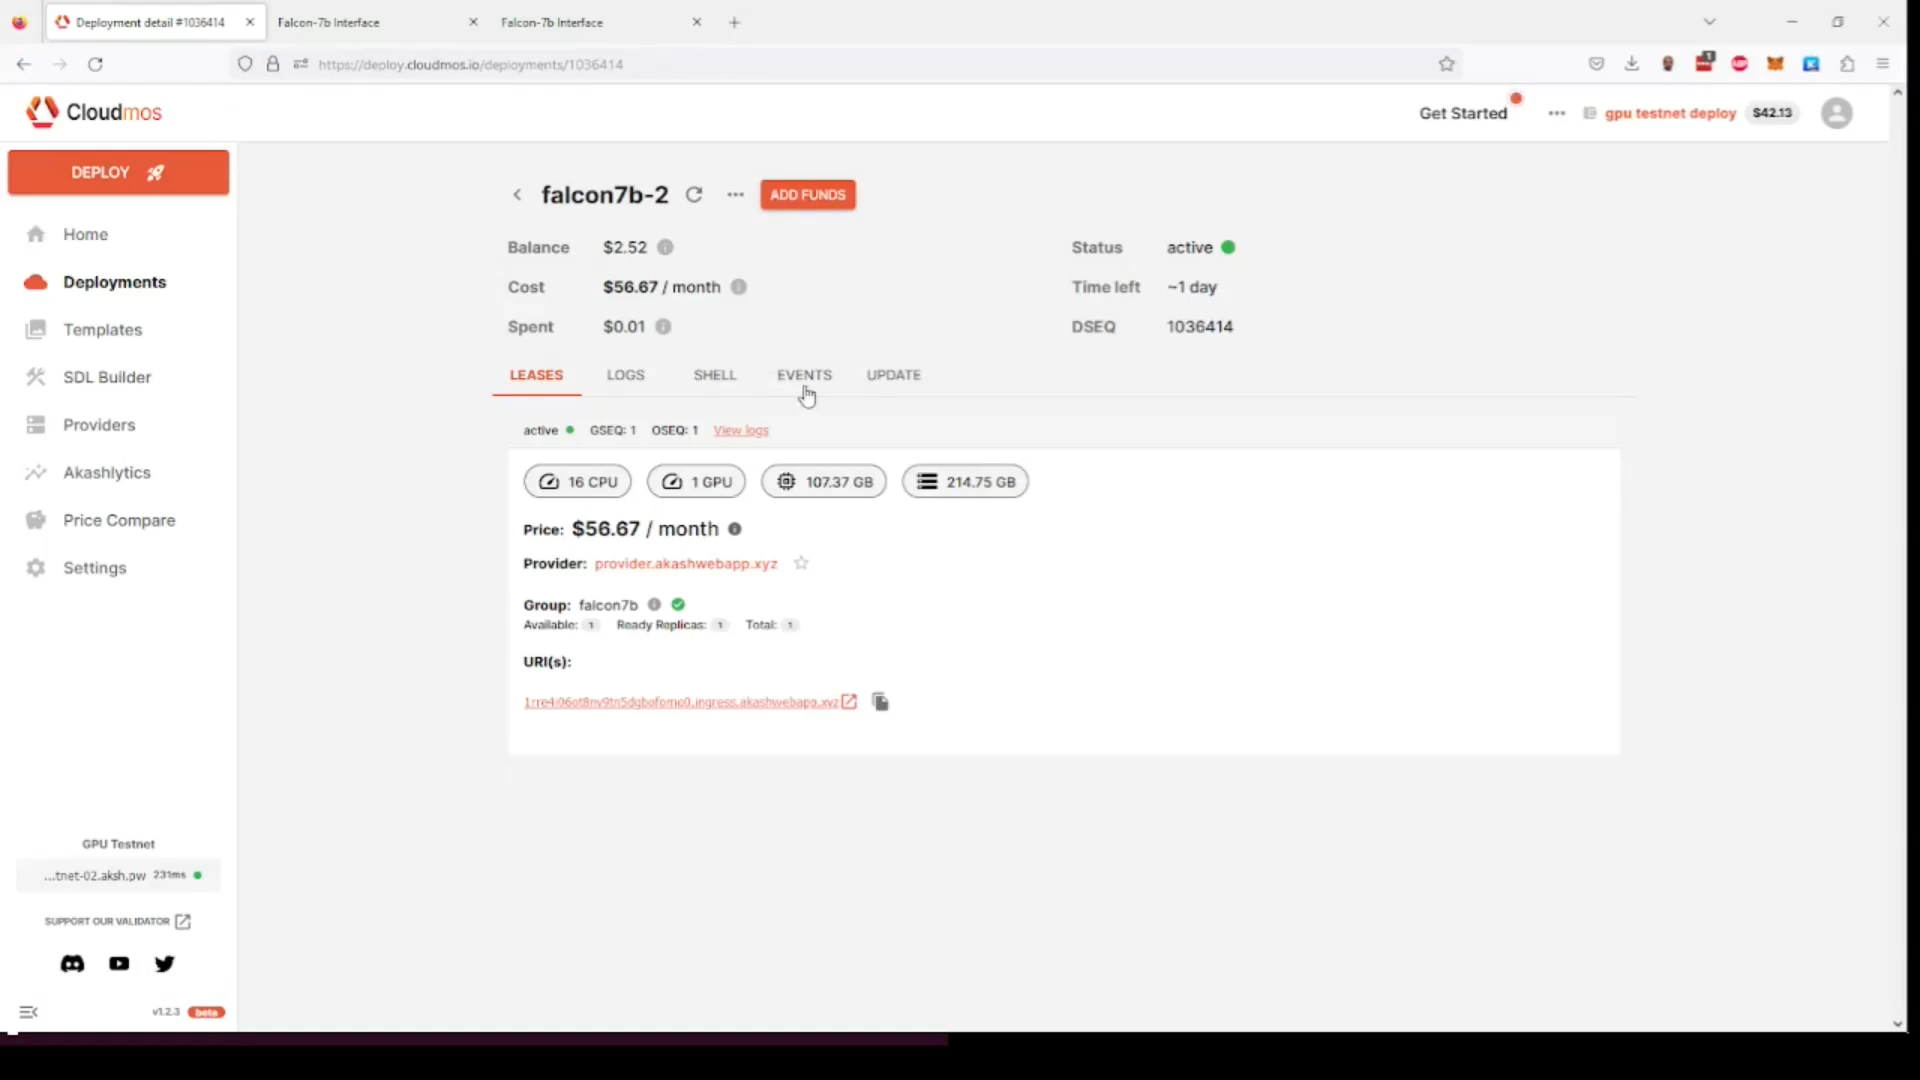 Deployment detail #1036414
Falcon-7b Interface
Falcon-7b Interface
https://deploy.cloudmos.io/deployments/1036414
Cloudmos
Get Started
gpu testnet deploy
$42.13
DEPLOY
Home
Deployments
Templates
SDL Builder
Providers
Akashlytics
Price Compare
Settings
GPU Testnet
...tnet-02.aksh.pw 231ms
SUPPORT OUR VALIDATOR
v1.2.3 beta
falcon7b-2
ADD FUNDS
Balance $2.52
Status active
Cost $56.67 / month
Time left ~1 day
Spent $0.01
DSEQ 1036414
LEASES LOGS SHELL EVENTS UPDATE
active GSEQ: 1 OSEQ: 1 View logs
16 CPU 1 GPU 107.37 GB 214.75 GB
Price: $56.67 / month
Provider: provider.akashwebapp.xyz
Group: falcon7b
Available: 1 Ready Replicas: 1 Total: 1
URI(s):